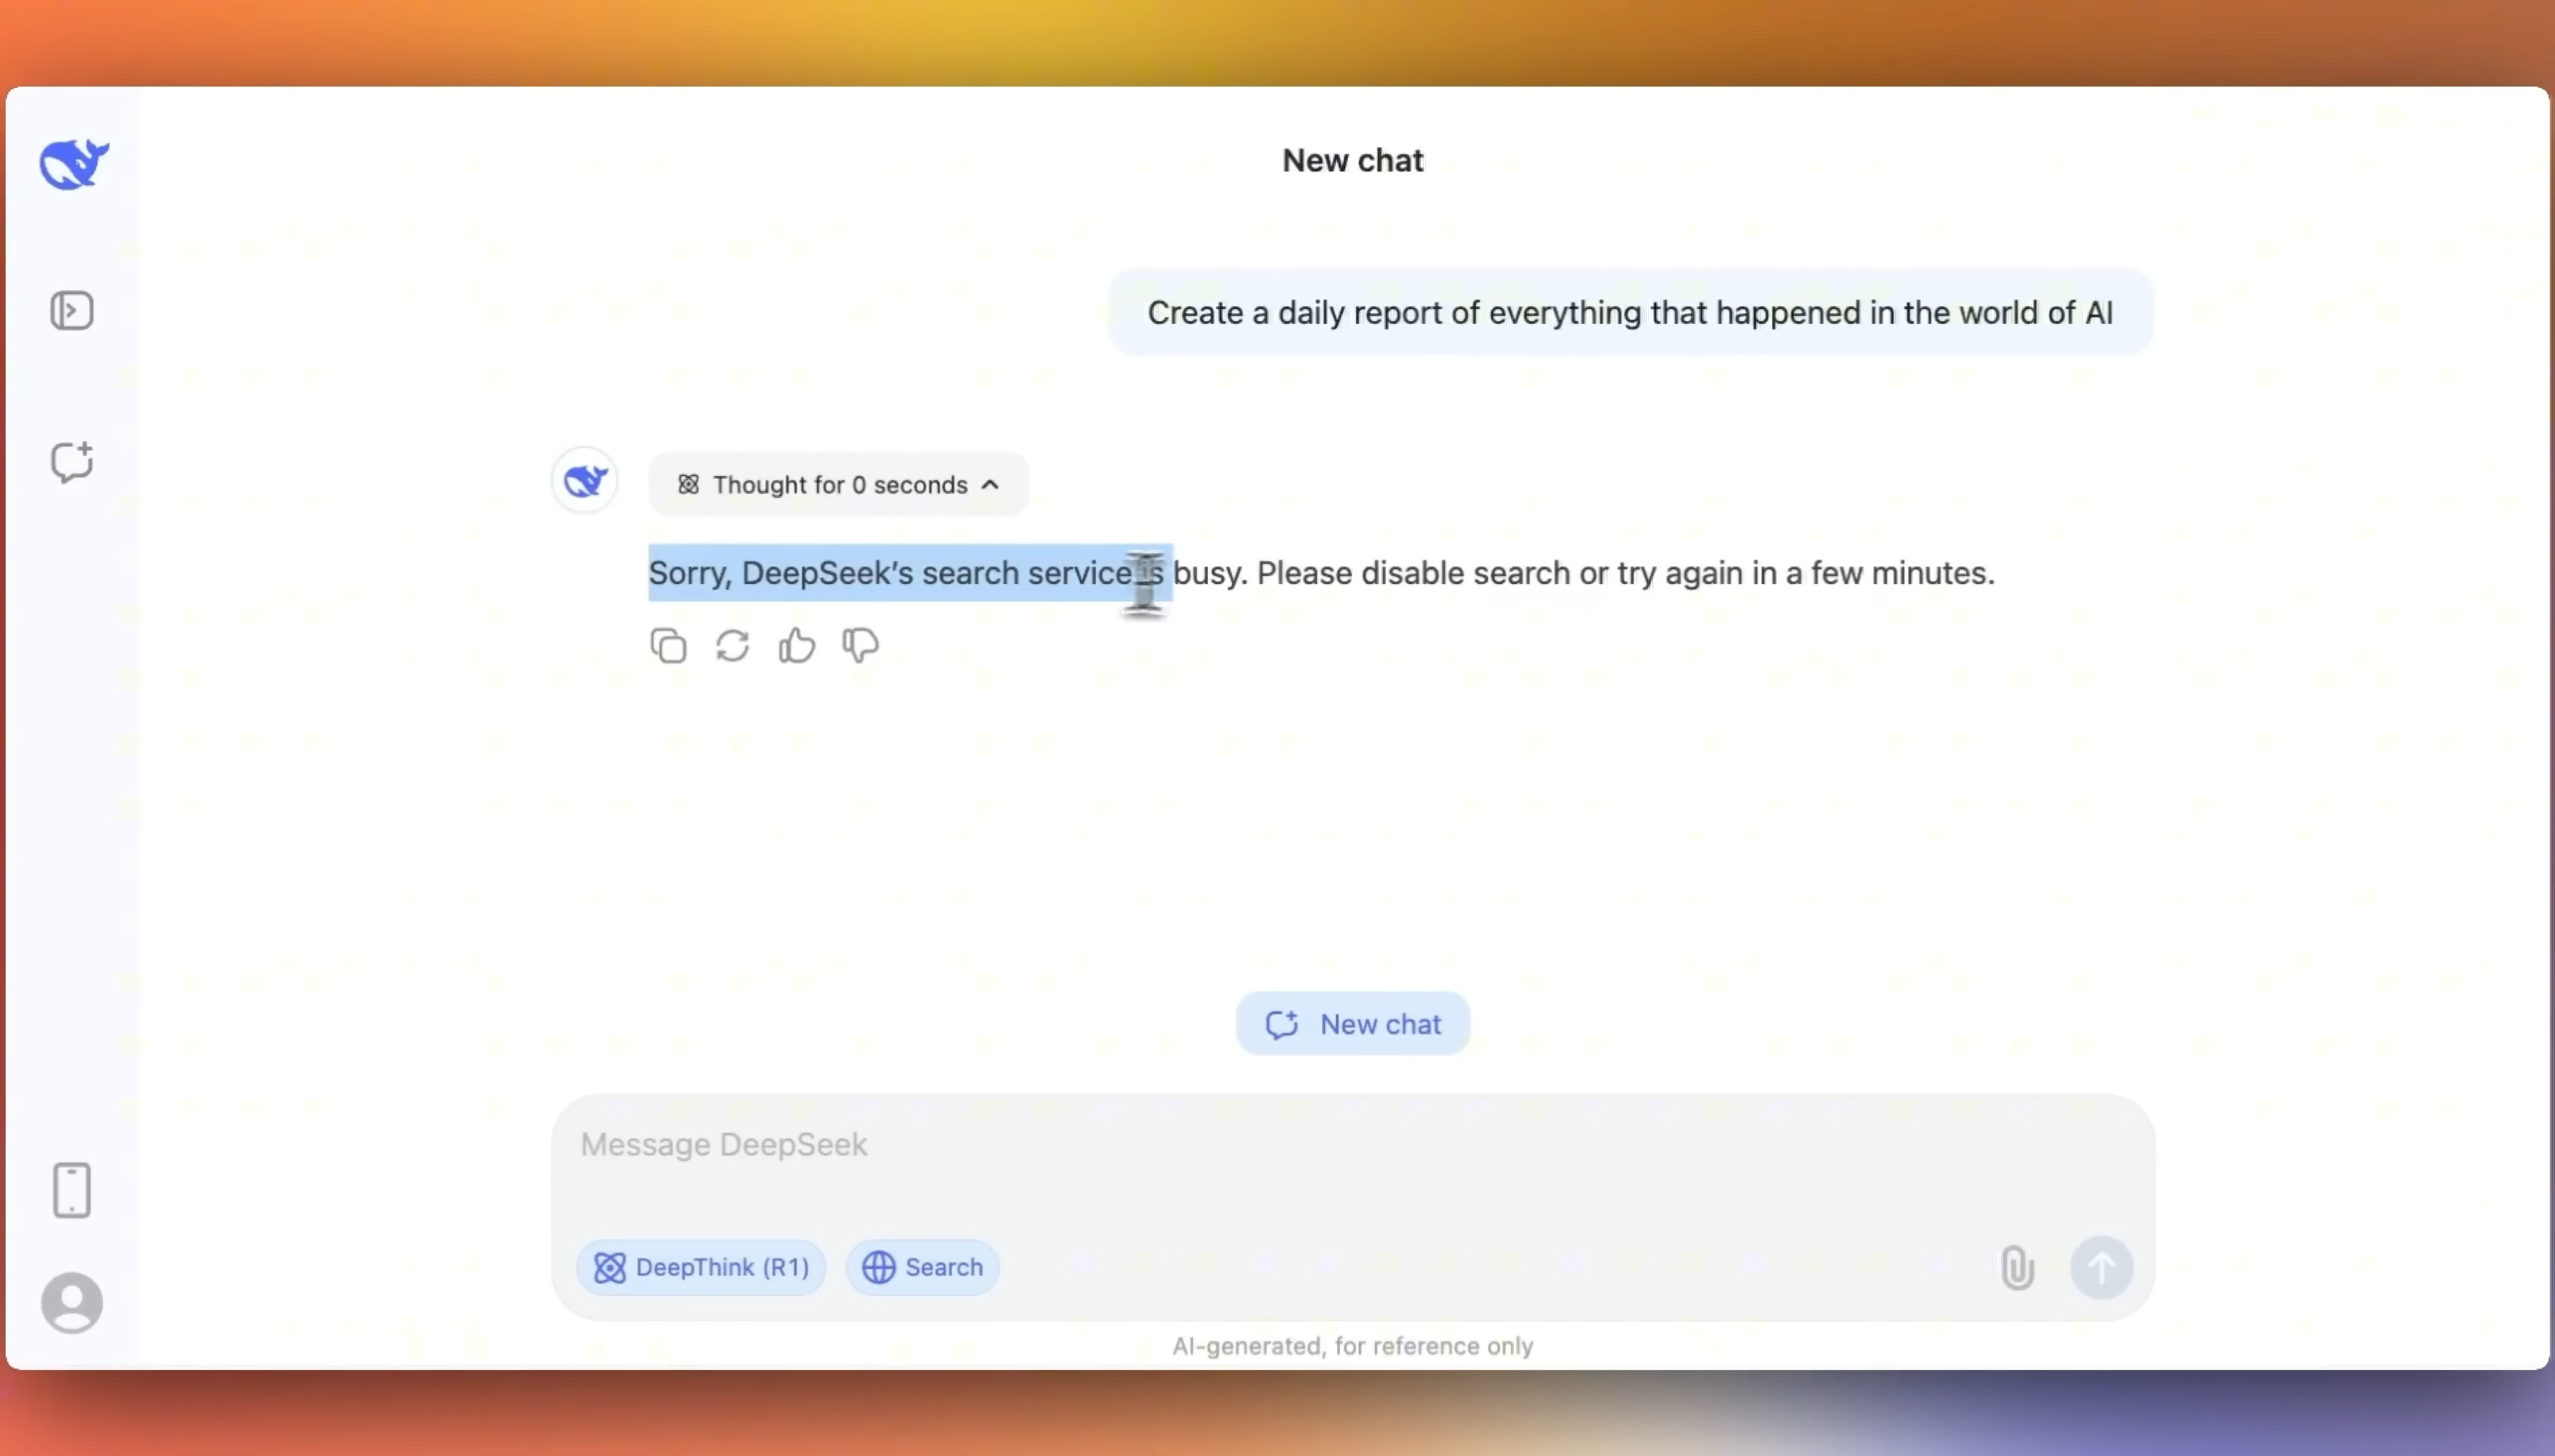 New chat
Create a daily report of everything that happened in the world of AI
Thought for 0 seconds
Sorry, DeepSeek’s search service is busy. Please disable search or try again in a few minutes.
New chat
Message DeepSeek
DeepThink (R1)
Search
AI-generated, for reference only